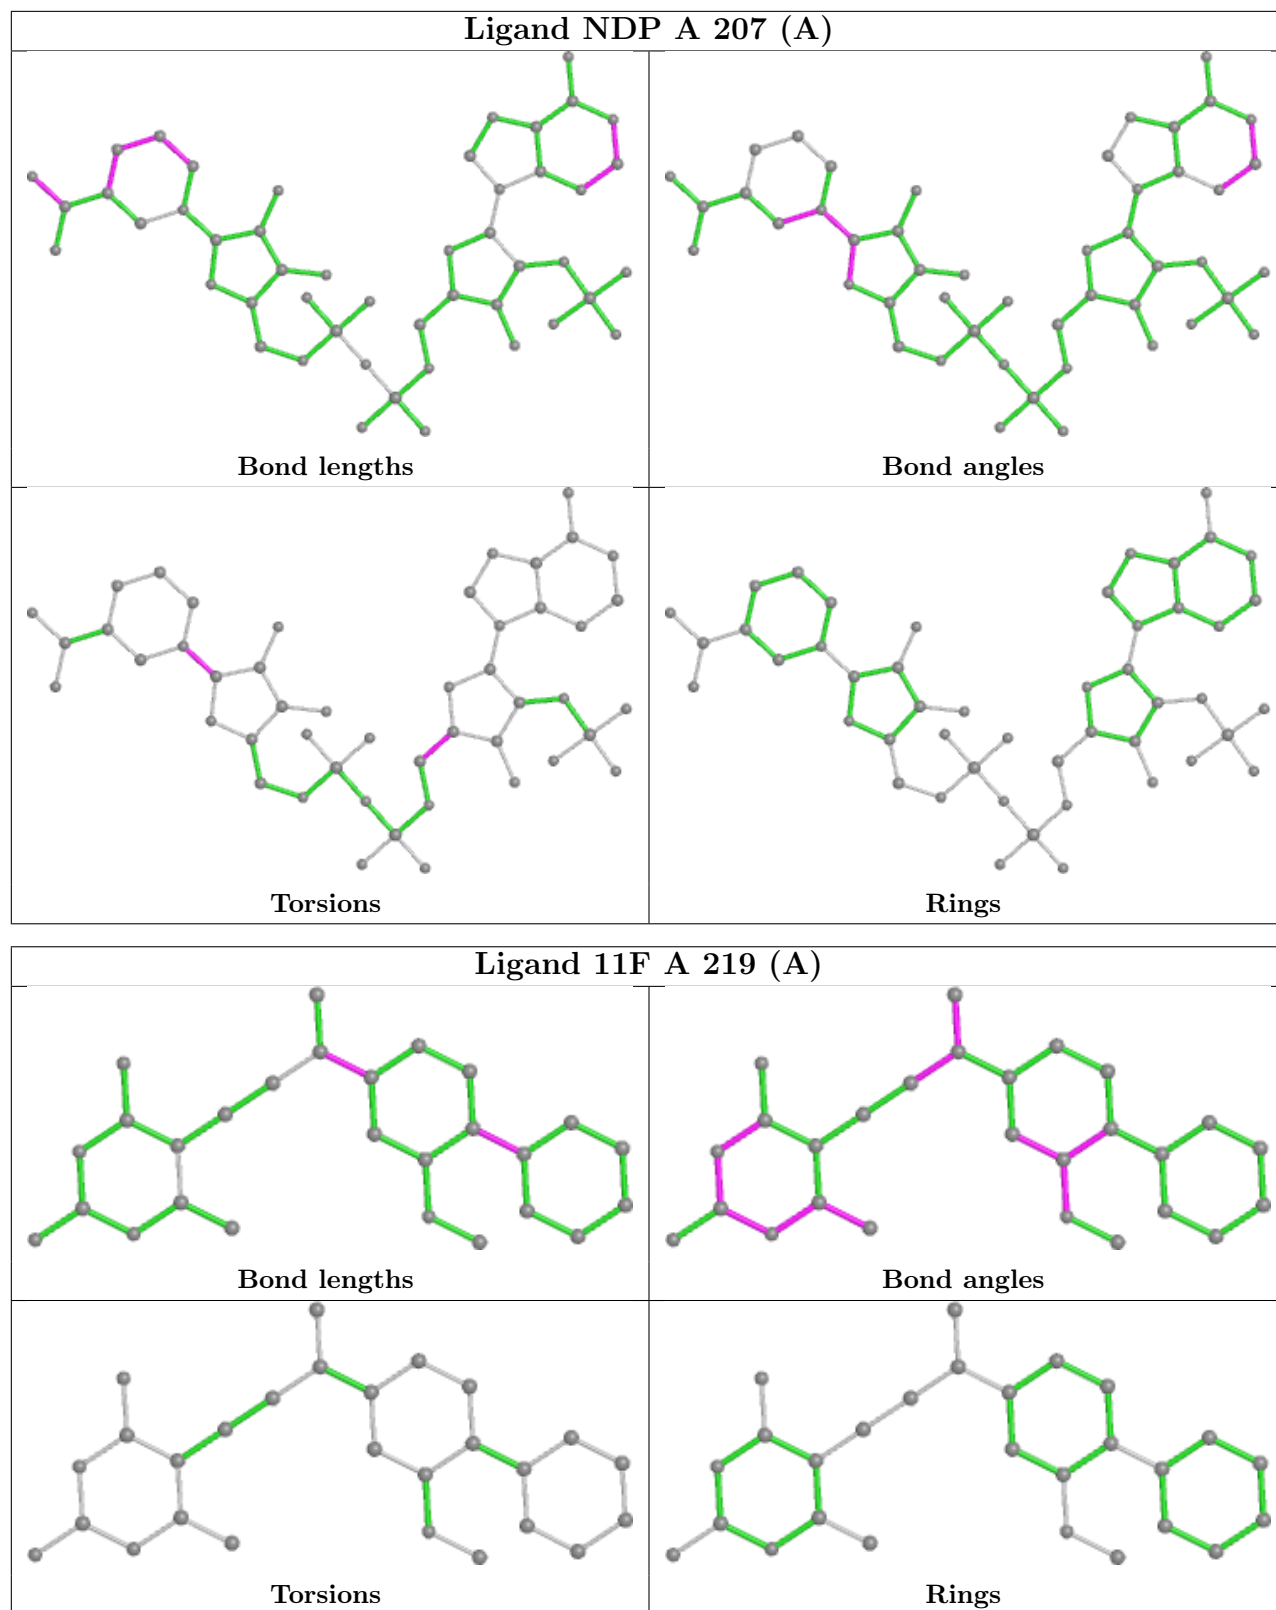 Ligand NDP A 207 (A)
Bond lengths
Bond angles
Torsions
Rings
Ligand 11F A 219 (A)
Bond lengths
Bond angles
Torsions
Rings